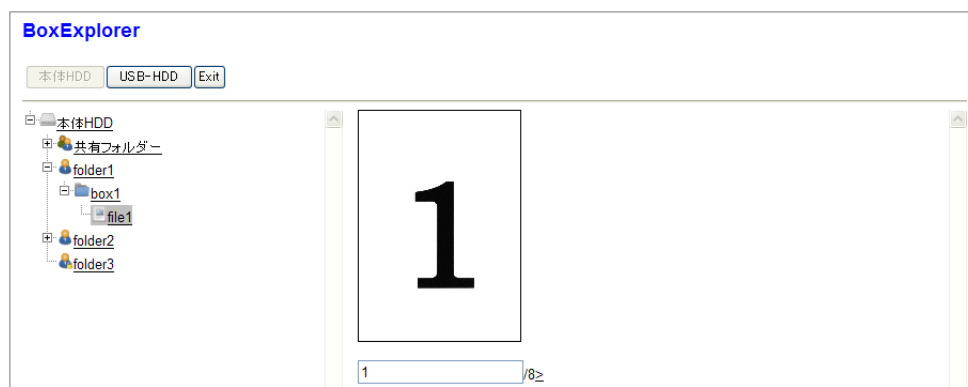 BoxExplorer
本体HDD USB-HDD Exit
本体HDD
共有フォルダー
folder1
box1
file1
folder2
folder3
1
1 /8>